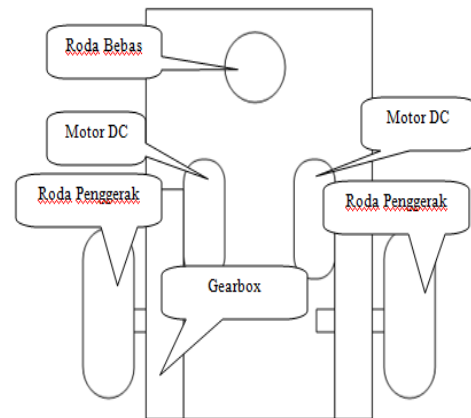 Roda Bebas
Motor DC
Motor DC
Roda Penggerak
Roda Penggerak
Gearbox